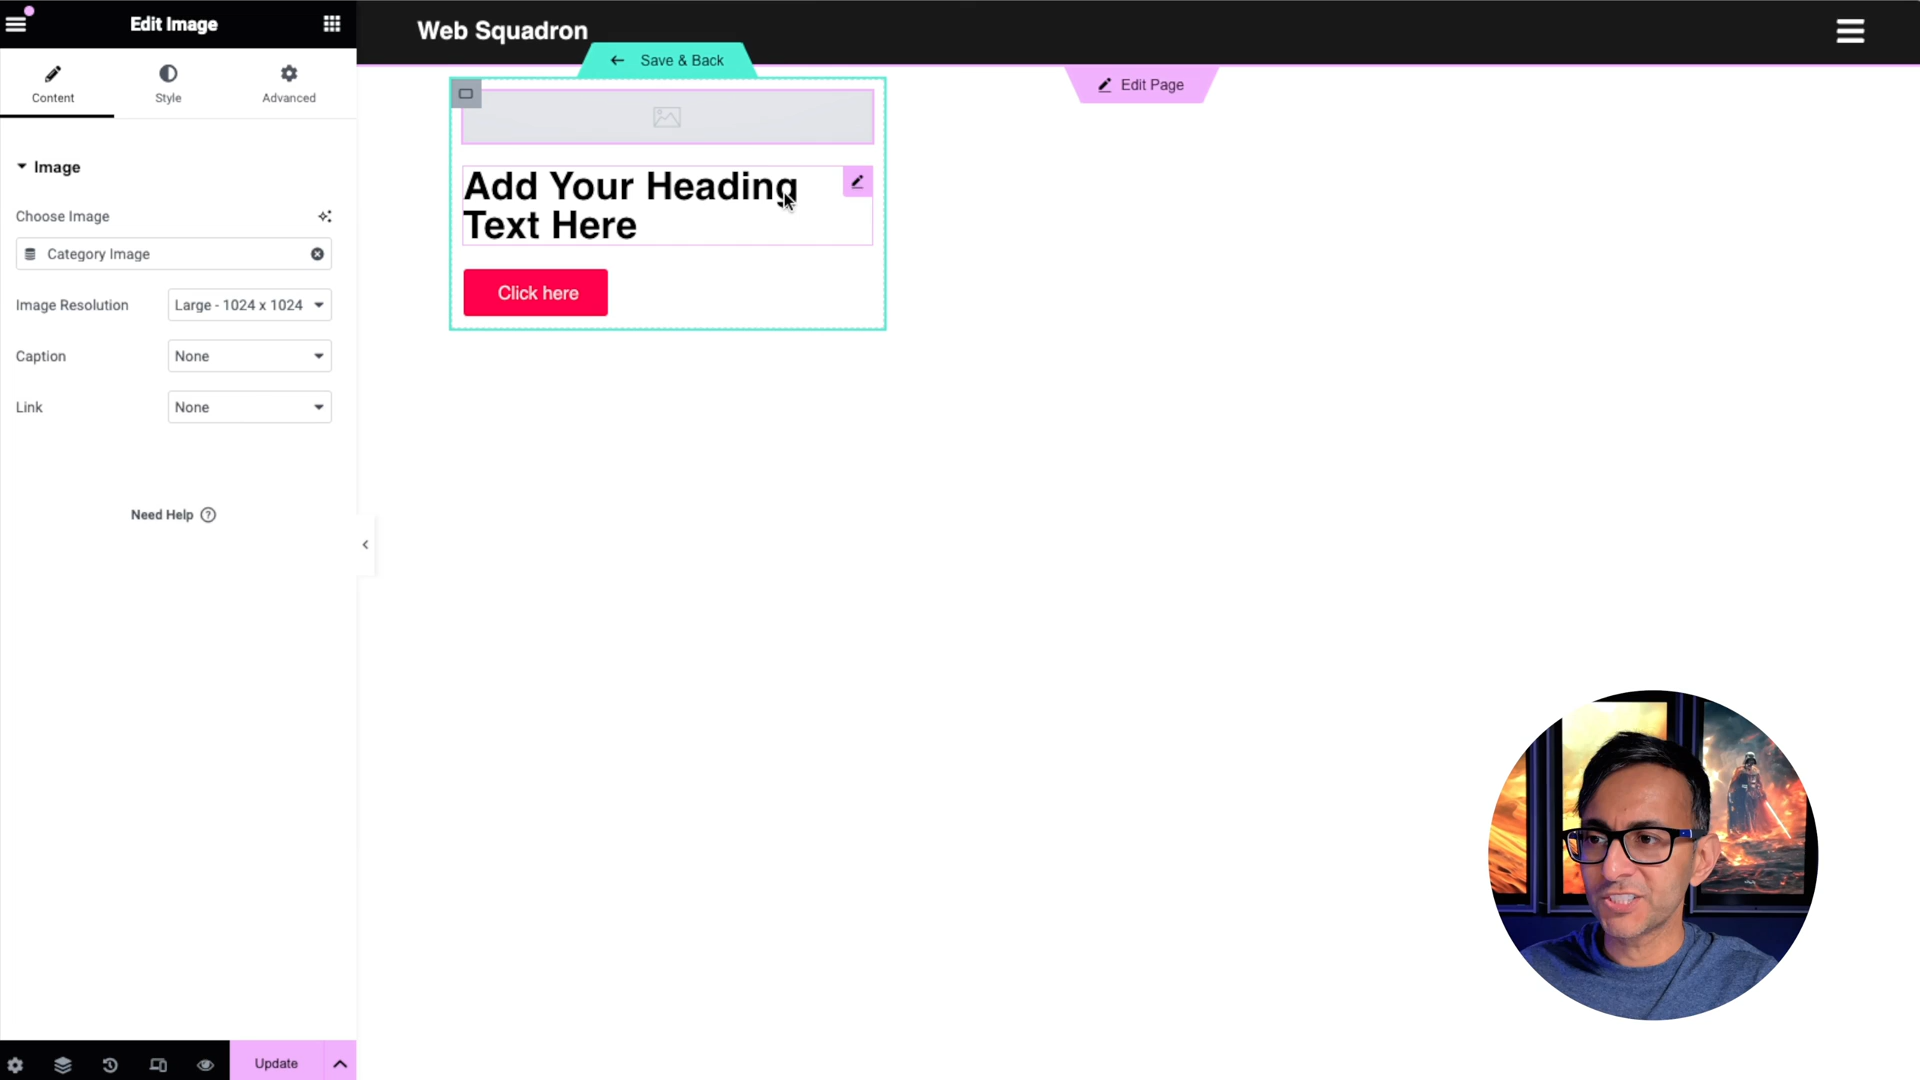 Edit Image
Content
Style
Advanced
Image
Choose Image
Category Image
Image Resolution
Large - 1024 x 1024
Caption
None
Link
None
Need Help
Update
Web Squadron
Save & Back
Edit Page
Add Your Heading
Text Here
Click here